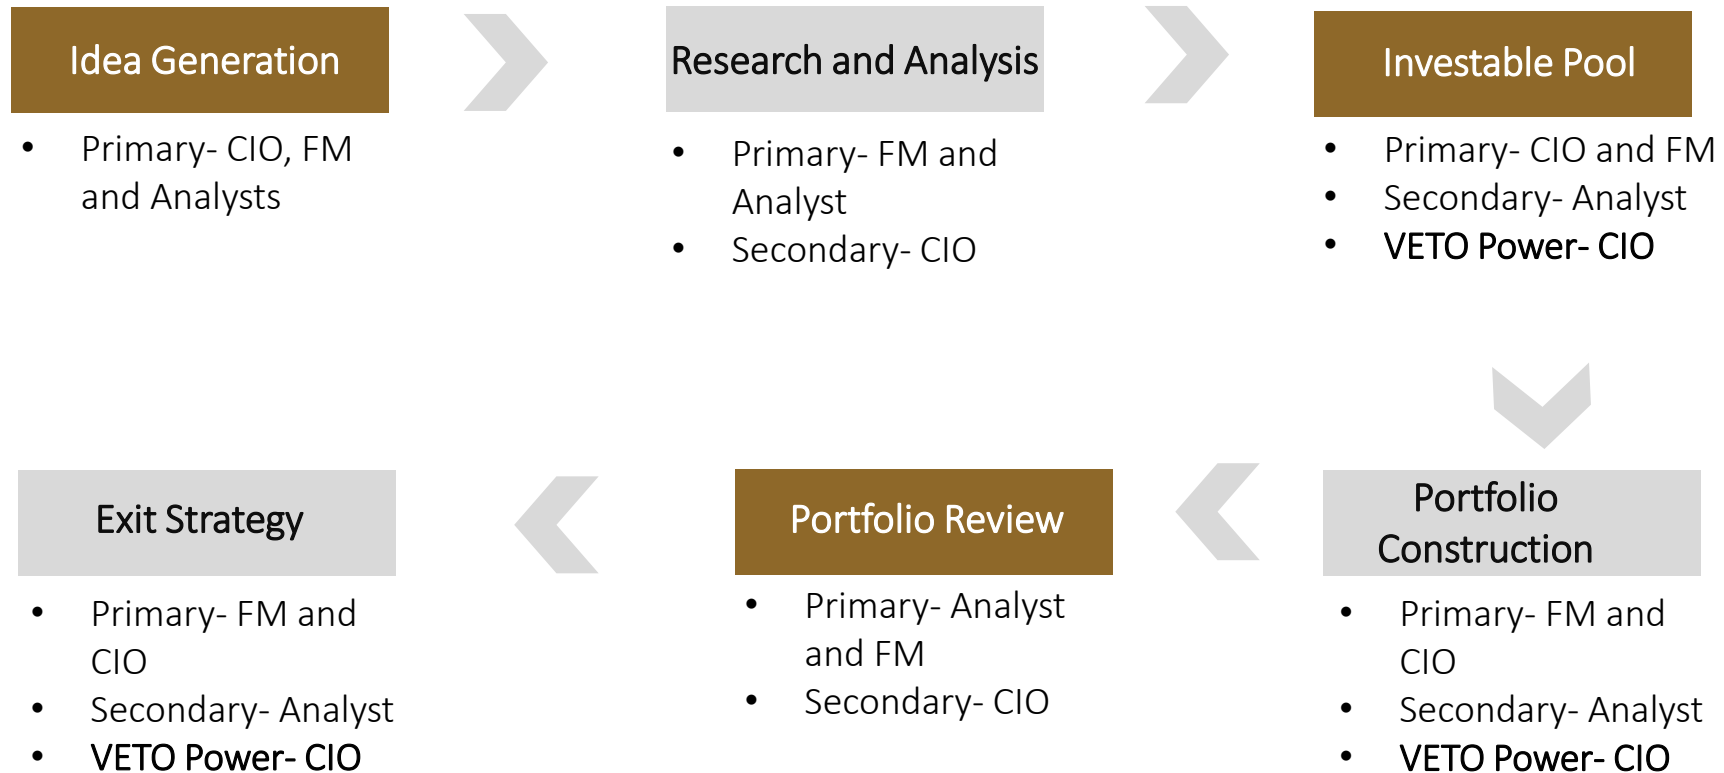 Idea Generation
• Primary- CIO, FM
and Analysts
Research and Analysis
• Primary- FM and
Analyst
• Secondary- CIO
Investable Pool
• Primary- CIO and FM
• Secondary- Analyst
• VETO Power- CIO
Portfolio
Construction
• Primary- FM and
CIO
• Secondary- Analyst
• VETO Power- CIO
Portfolio Review
• Primary- Analyst
and FM
• Secondary- CIO
Exit Strategy
• Primary- FM and
CIO
• Secondary- Analyst
• VETO Power- CIO